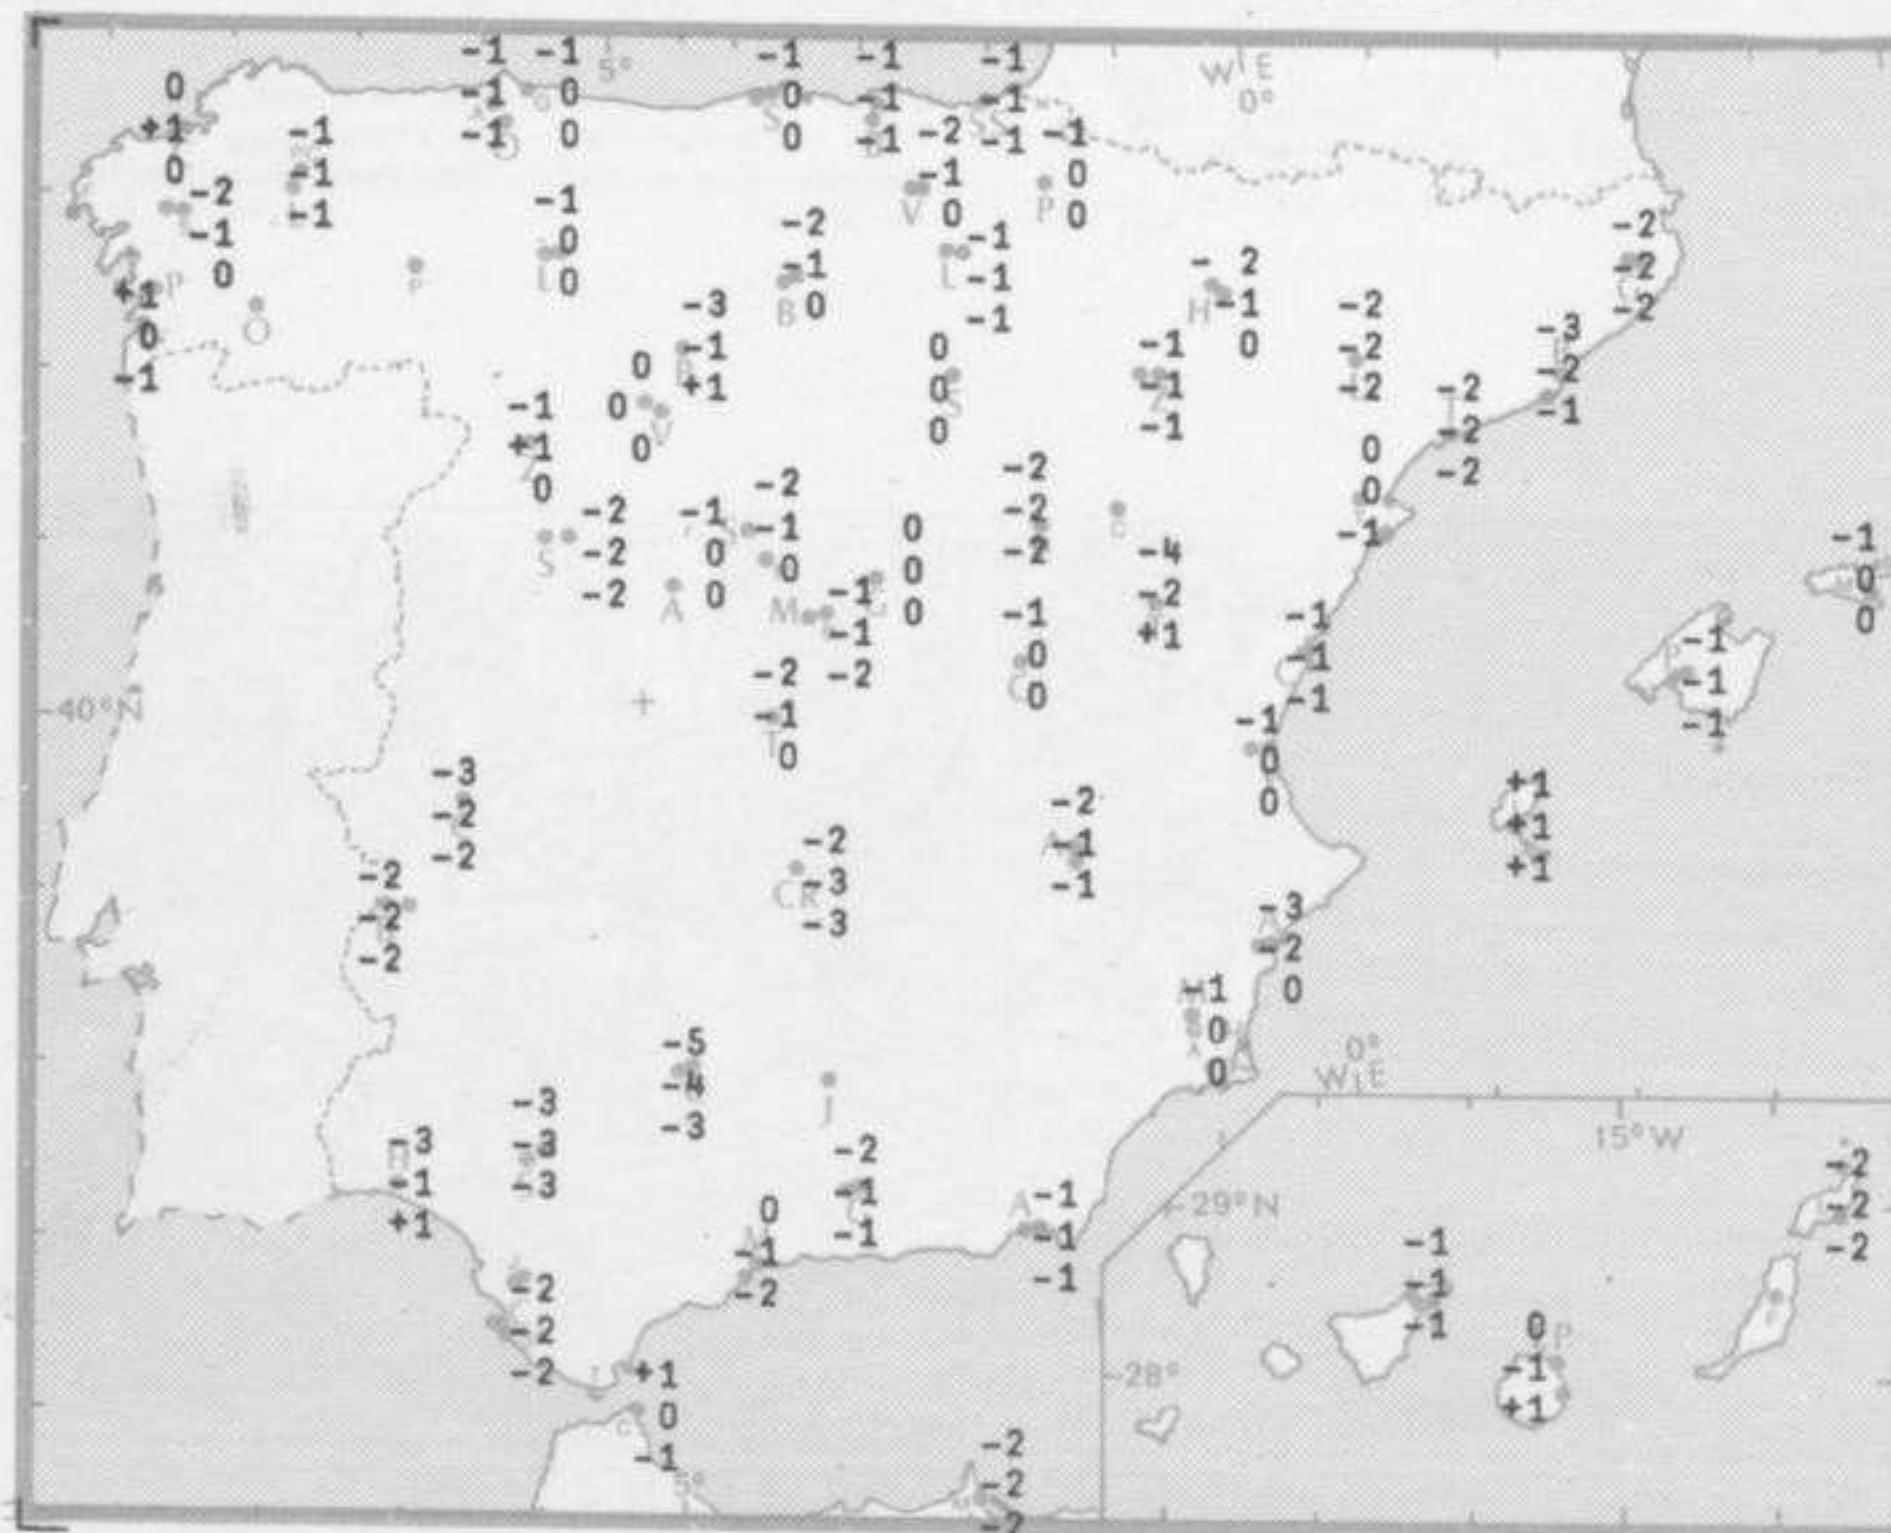 -1 -1 5° -1 -1 -1 W E
0 0°
-1 0 0 -1 -1
+1 -1 -1 0 0 -1 -2 -1 -1
0 -1 -1 0
-2 -1 -1 -1 V 0 P 0
-1 0 -2 -1 -2
0 L 0 -1 L -1 - 2 -2
+1 P O P -3 B 0 -1 H -1 -2 -2
0 0 -1 0 -1 0 -2 -3
-1 -2
-1 0 V +1 0 S -1 Z -2 -2 -1
+1 0 0 -1 0 -2
0 -2 -2 0 -2
-2 -1 -1 0 -2 -1
S -2 0 0 0 -2 -4 -1
-2 A 0 M -1 0 -1 -2 -1 0
-1 0 +1 -1 -1 0
-2 -2 C 0 -1 -1
40°N -1 -1 -1
T 0 0
-3 -2 0 +1
-2 -2 -1 +1
-2 -2 CR -3 -1 +1
-2 -3 -3
-2 -2
-1 0
-5 0 0°
-4 0 W E
-3 -3 J 15°W
-3 -3 -2 -2
-1 -3 0 -1 A -1 29°N -2
+1 -1 -1 -1 -1 -2
-2 -2 -1 -1
-2 -1 0 P
-2 +1 28° -1
0 +1
-1 5° -2
-2
-2